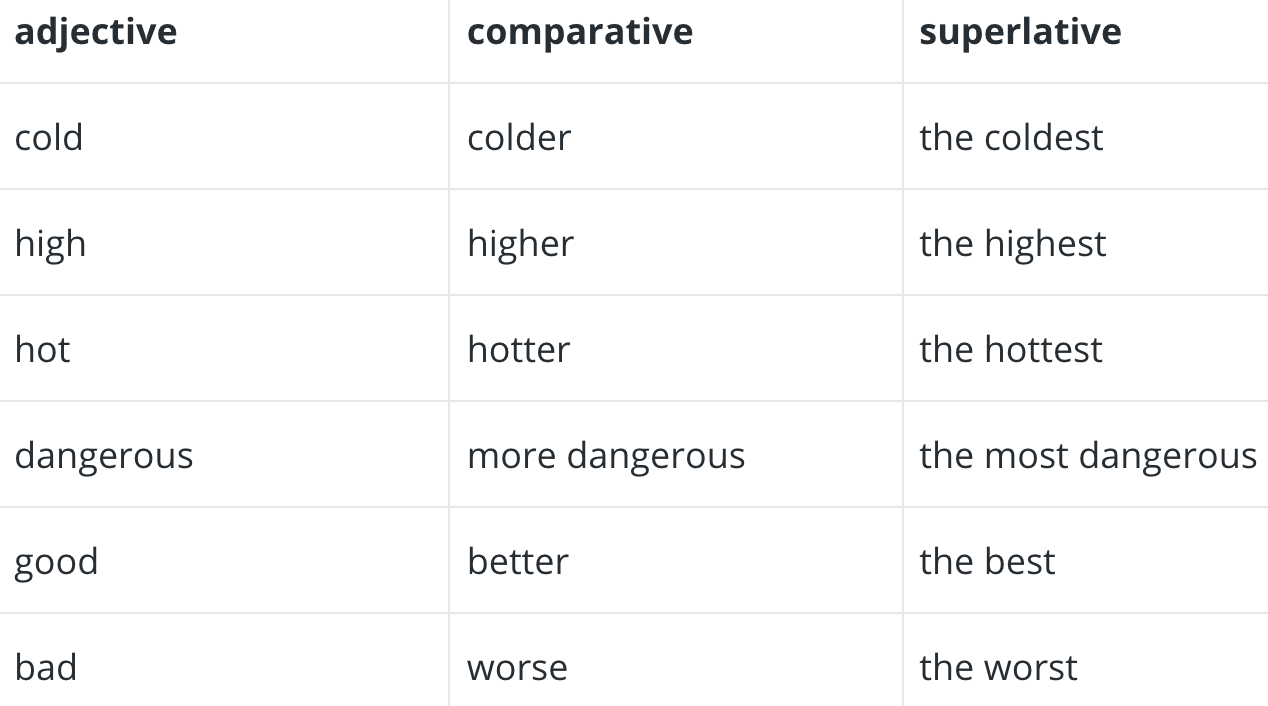 adjective comparative superlative
cold colder the coldest
high higher the highest
hot hotter the hottest
dangerous more dangerous the most dangerous
good better the best
bad worse the worst